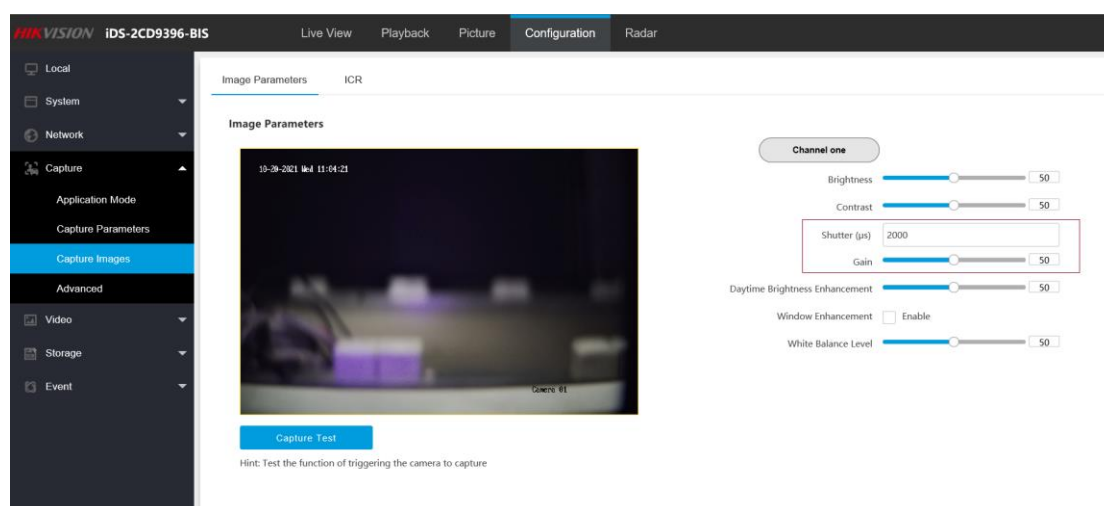 HIKVISION iDS-2CD9396-BIS Live View Playback Picture Configuration Radar
Local
System
Network
Capture
Application Mode
Capture Parameters
Capture Images
Advanced
Video
Storage
Event
Image Parameters ICR
Image Parameters
10-20-2021 Wed 11:04:21
Camera 01
Capture Test
Hint: Test the function of triggering the camera to capture
Channel one
Brightness 50
Contrast 50
Shutter (μs) 2000
Gain 50
Daytime Brightness Enhancement 50
Window Enhancement Enable
White Balance Level 50